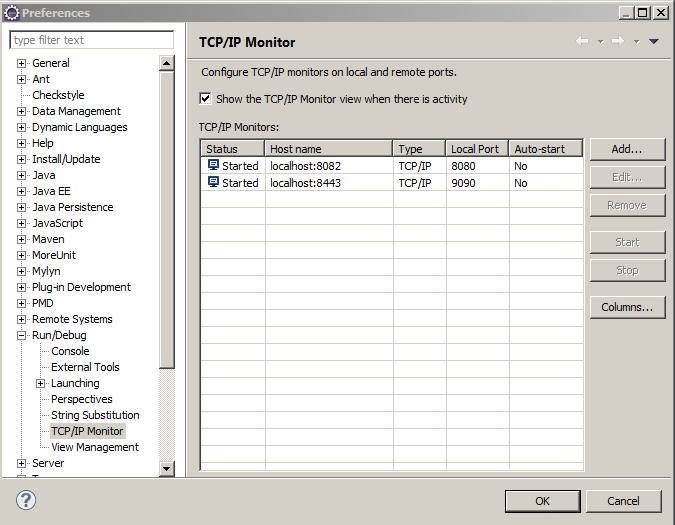 Preferences
type filter text
General
Ant
Checkstyle
Data Management
Dynamic Languages
Help
Install/Update
Java
Java EE
Java Persistence
JavaScript
Maven
MoreUnit
Mylyn
Plug-in Development
PMD
Remote Systems
Run/Debug
Console
External Tools
Launching
Perspectives
String Substitution
TCP/IP Monitor
View Management
Server
TCP/IP Monitor
Configure TCP/IP monitors on local and remote ports.
Show the TCP/IP Monitor view when there is activity
TCP/IP Monitors:
Status Host name Type Local Port Auto-start
Started localhost:8082 TCP/IP 8080 No
Started localhost:8443 TCP/IP 9090 No
Add...
Edit...
Remove
Start
Stop
Columns...
?
OK Cancel